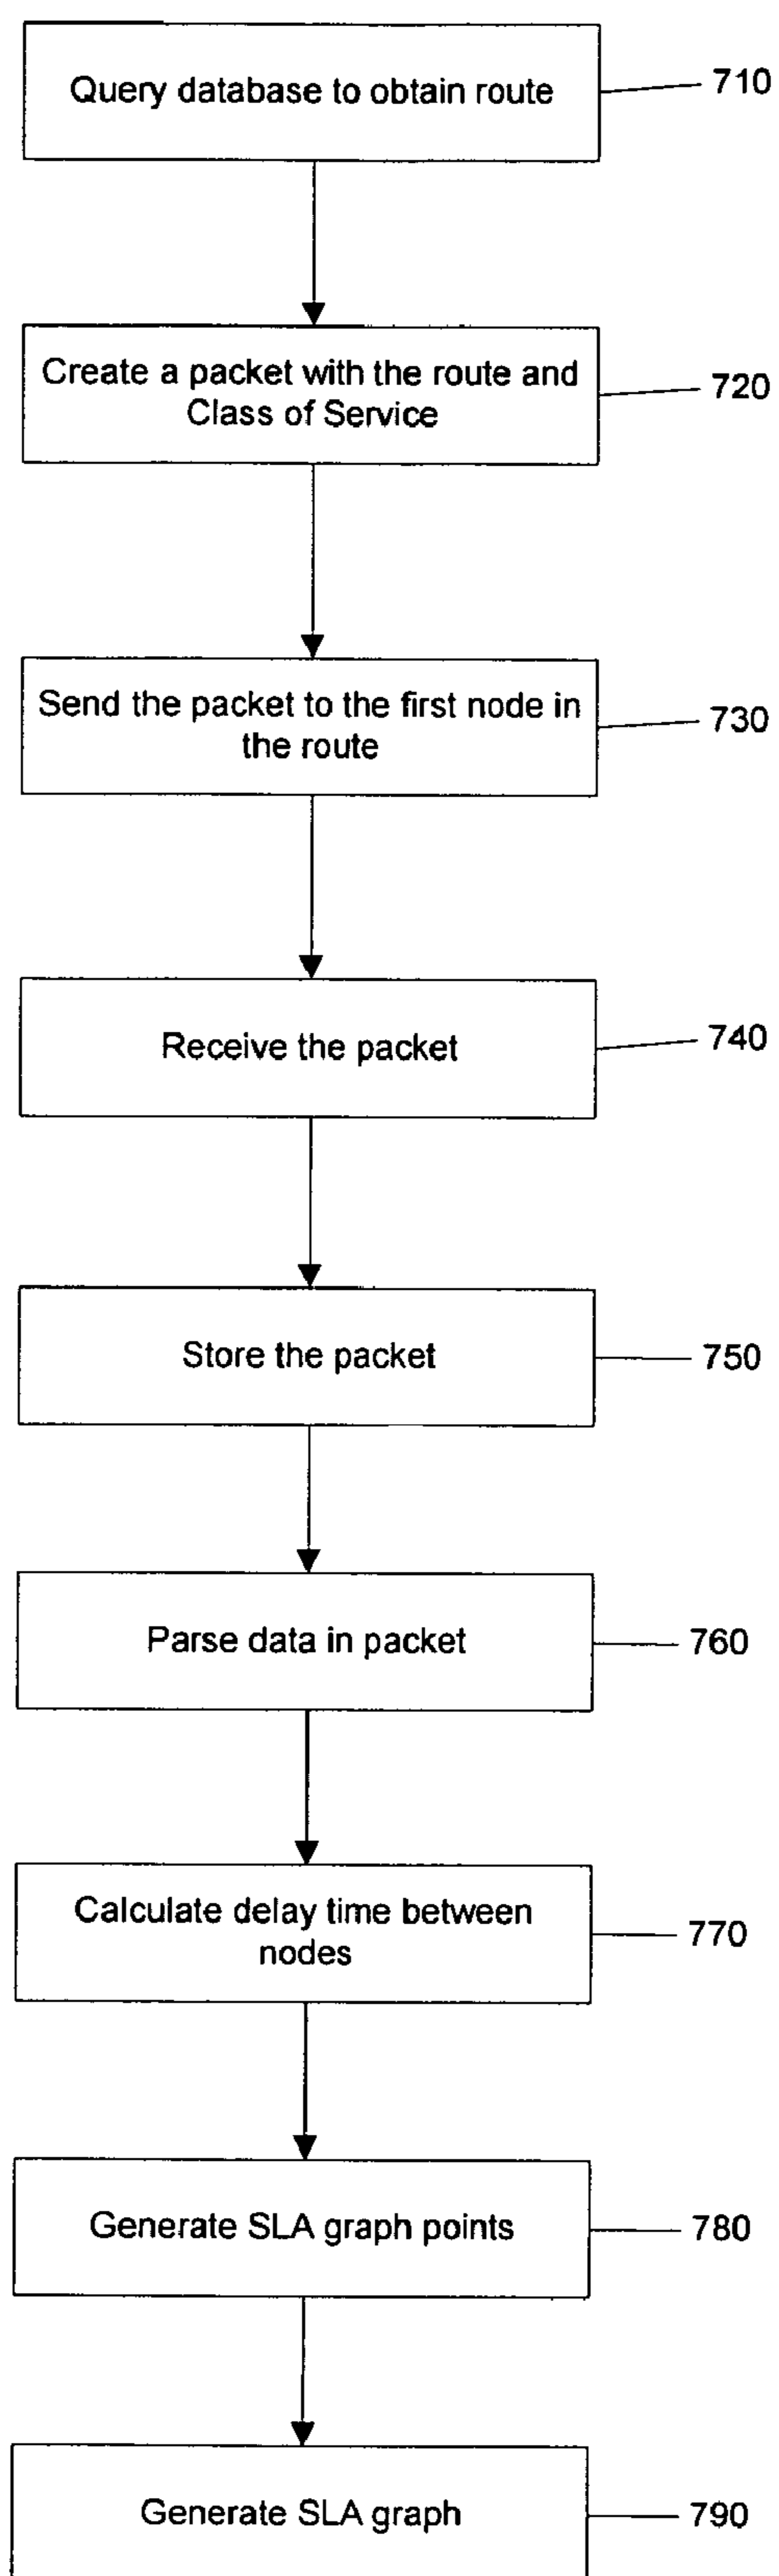 Query database to obtain route
710
Create a packet with the route and
Class of Service
720
Send the packet to the first node in
the route
730
Receive the packet
740
Store the packet
750
Parse data in packet
760
Calculate delay time between
nodes
770
Generate SLA graph points
780
Generate SLA graph
790